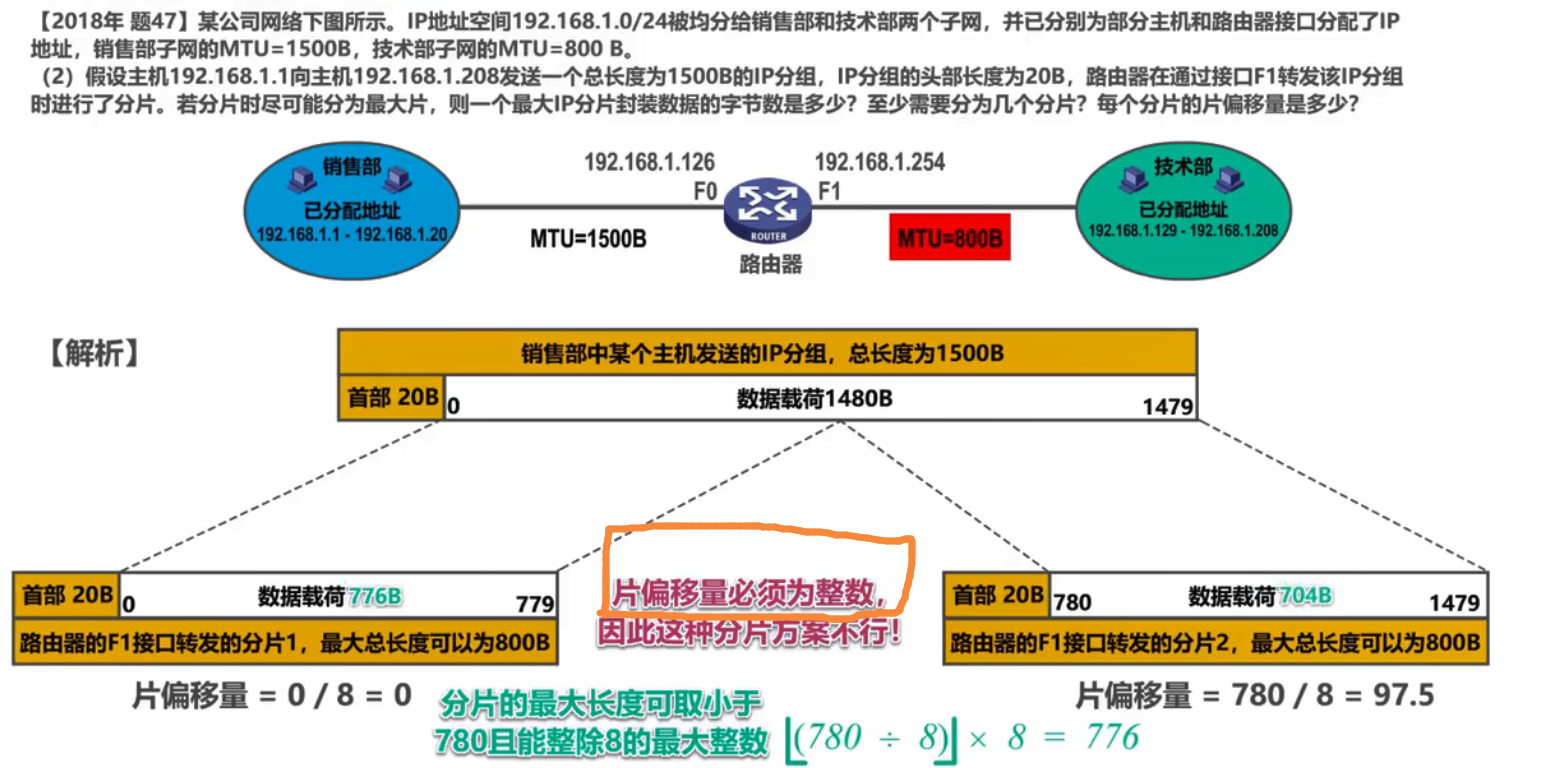 【2018年 题47】某公司网络下图所示。IP地址空间192.168.1.0/24被均分给销售部和技术部两个子网，并已分别为部分主机和路由器接口分配了IP
地址，销售部子网的MTU=1500B，技术部子网的MTU=800 B。
（2）假设主机192.168.1.1向主机192.168.1.208发送一个总长度为1500B的IP分组，IP分组的头部长度为20B，路由器在通过接口F1转发该IP分组
时进行了分片。若分片时尽可能分为最大片，则一个最大IP分片封装数据的字节数是多少？至少需要分为几个分片？每个分片的片偏移量是多少？
销售部
已分配地址
192.168.1.1 - 192.168.1.20
192.168.1.126
F0
MTU=1500B
ROUTER
路由器
192.168.1.254
F1
MTU=800B
技术部
已分配地址
192.168.1.129 - 192.168.1.208
【解析】
销售部中某个主机发送的IP分组，总长度为1500B
首部 20B 0 数据载荷1480B 1479
首部 20B 0 数据载荷776B 779
路由器的F1接口转发的分片1，最大总长度可以为800B
片偏移量 = 0 / 8 = 0
片偏移量必须为整数，
因此这种分片方案不行！
首部 20B 780 数据载荷704B 1479
路由器的F1接口转发的分片2，最大总长度可以为800B
片偏移量 = 780 / 8 = 97.5
分片的最大长度可取小于
780且能整除8的最大整数 ⌊(780 ÷ 8)⌋ × 8 = 776